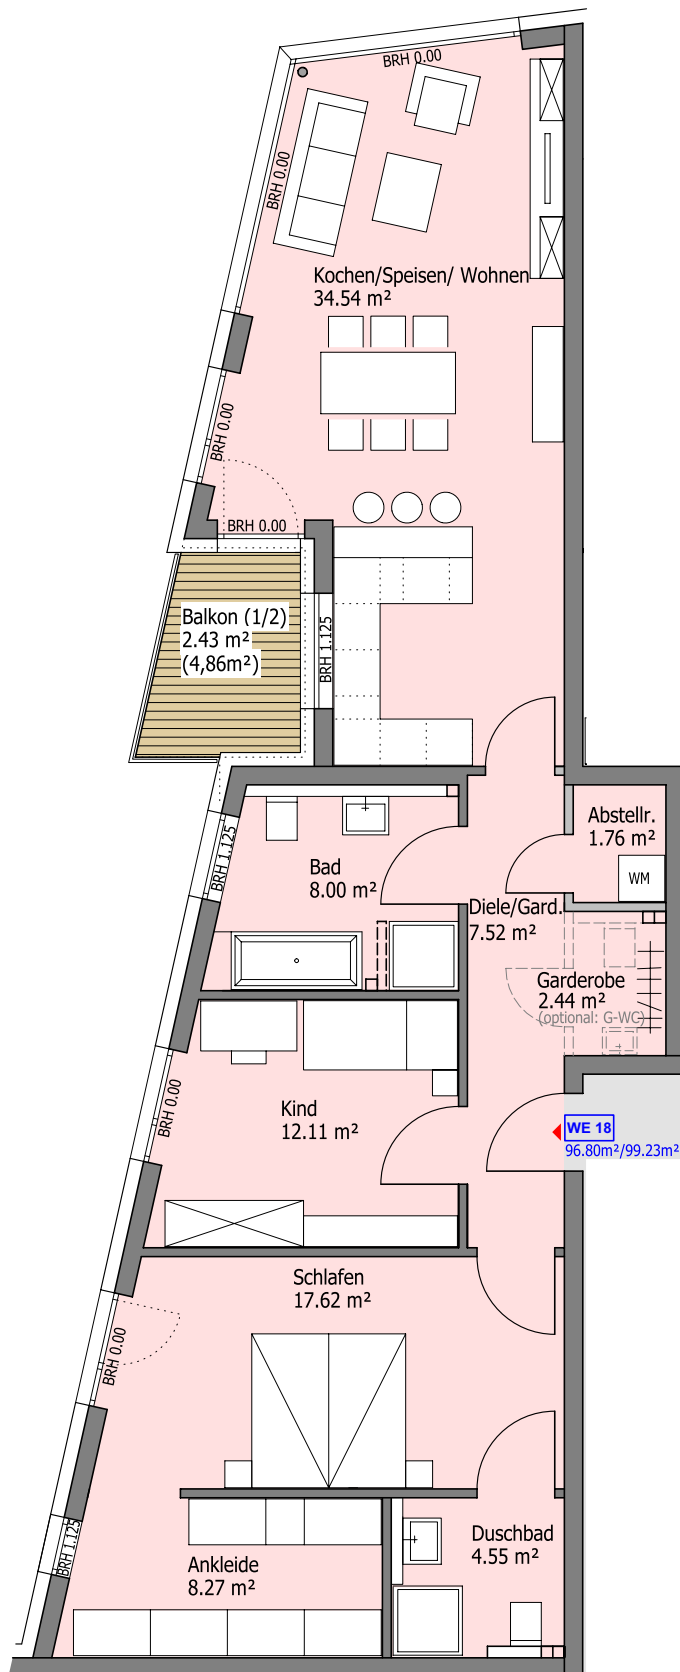 BRH 0.00
BRH 0.00
Kochen/Speisen/ Wohnen
34.54 m²
BRH 0.00
BRH 0.00
Balkon (1/2)
2.43 m²
(4,86m²)
BRH 1.125
Abstellr.
1.76 m²
WM
BRH 1.125
Bad
8.00 m²
Diele/Gard.
7.52 m²
Garderobe
2.44 m²
(optional: G-WC)
BRH 0.00
Kind
12.11 m²
WE 18
96.80m²/99.23m²
Schlafen
17.62 m²
BRH 0.00
BRH 1.125
Ankleide
8.27 m²
Duschbad
4.55 m²